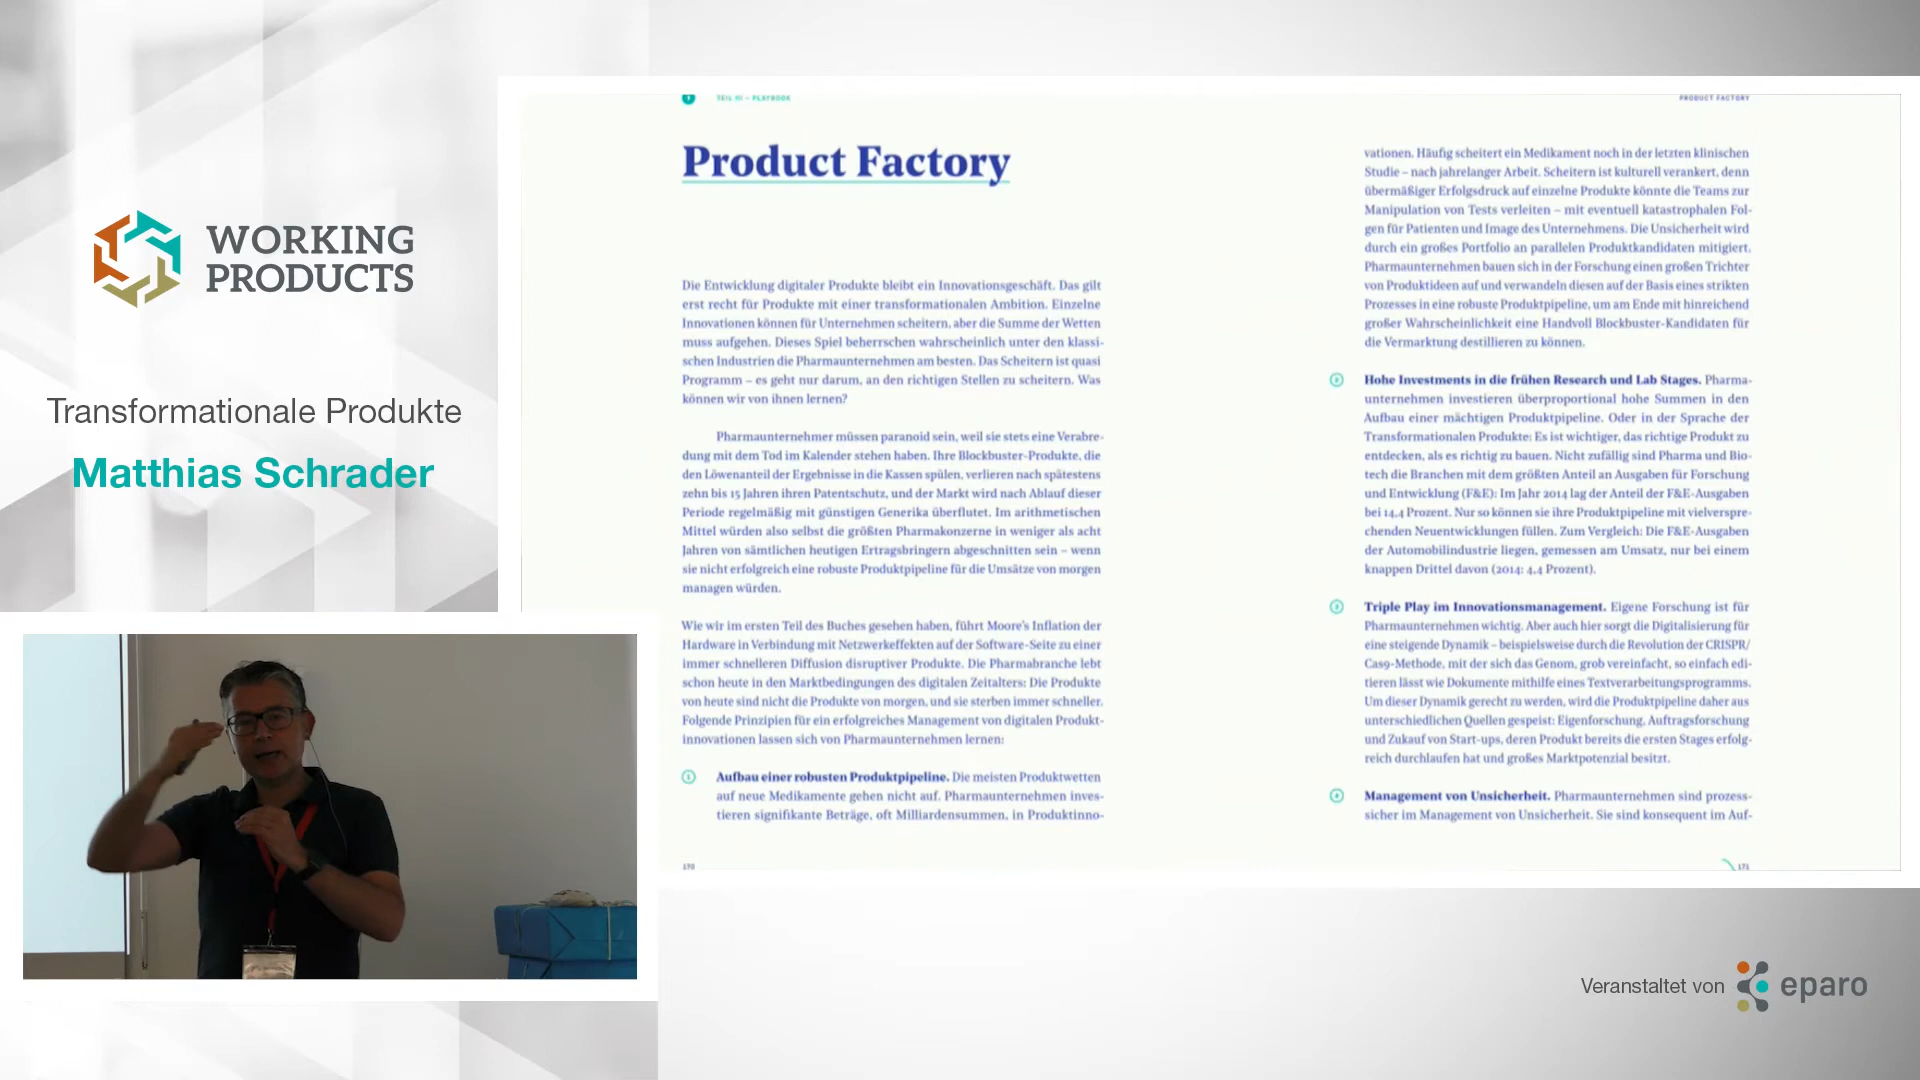 WORKING
PRODUCTS
Transformationale Produkte
Matthias Schrader
TEIL III – PLAYBOOK
PRODUCT FACTORY
Product Factory
Die Entwicklung digitaler Produkte bleibt ein Innovationsgeschäft. Das gilt
erst recht für Produkte mit einer transformationalen Ambition. Einzelne
Innovationen können für Unternehmen scheitern, aber die Summe der Wetten
muss aufgehen. Dieses Spiel beherrschen wahrscheinlich unter den klassi-
schen Industrien die Pharmaunternehmen am besten. Das Scheitern ist quasi
Programm – es geht nur darum, an den richtigen Stellen zu scheitern. Was
können wir von ihnen lernen?
Pharmaunternehmer müssen paranoid sein, weil sie stets eine Verabre-
dung mit dem Tod im Kalender stehen haben. Ihre Blockbuster-Produkte, die
den Löwenanteil der Ergebnisse in die Kassen spülen, verlieren nach spätestens
zehn bis 15 Jahren ihren Patentschutz, und der Markt wird nach Ablauf dieser
Periode regelmäßig mit günstigen Generika überflutet. Im arithmetischen
Mittel würden also selbst die größten Pharmakonzerne in weniger als acht
Jahren von sämtlichen heutigen Ertragsbringern abgeschnitten sein – wenn
sie nicht erfolgreich eine robuste Produktpipeline für die Umsätze von morgen
managen würden.
Wie wir im ersten Teil des Buches gesehen haben, führt Moore's Inflation der
Hardware in Verbindung mit Netzwerkeffekten auf der Software-Seite zu einer
immer schnelleren Diffusion disruptiver Produkte. Die Pharmabranche lebt
schon heute in den Marktbedingungen des digitalen Zeitalters: Die Produkte
von heute sind nicht die Produkte von morgen, und sie sterben immer schneller.
Folgende Prinzipien für ein erfolgreiches Management von digitalen Produkt-
innovationen lassen sich von Pharmaunternehmen lernen:
1 Aufbau einer robusten Produktpipeline. Die meisten Produktwetten
auf neue Medikamente gehen nicht auf. Pharmaunternehmen inves-
tieren signifikante Beträge, oft Milliardensummen, in Produktinno-
170
vationen. Häufig scheitert ein Medikament noch in der letzten klinischen
Studie – nach jahrelanger Arbeit. Scheitern ist kulturell verankert, denn
übermäßiger Erfolgsdruck auf einzelne Produkte könnte die Teams zur
Manipulation von Tests verleiten – mit eventuell katastrophalen Fol-
gen für Patienten und Image des Unternehmens. Die Unsicherheit wird
durch ein großes Portfolio an parallelen Produktkandidaten mitigiert.
Pharmaunternehmen bauen sich in der Forschung einen großen Trichter
von Produktideen auf und verwandeln diesen auf der Basis eines strikten
Prozesses in eine robuste Produktpipeline, um am Ende mit hinreichend
großer Wahrscheinlichkeit eine Handvoll Blockbuster-Kandidaten für
die Vermarktung destillieren zu können.
2 Hohe Investments in die frühen Research und Lab Stages. Pharma-
unternehmen investieren überproportional hohe Summen in den
Aufbau einer mächtigen Produktpipeline. Oder in der Sprache der
Transformationalen Produkte: Es ist wichtiger, das richtige Produkt zu
entdecken, als es richtig zu bauen. Nicht zufällig sind Pharma und Bio-
tech die Branchen mit dem größten Anteil an Ausgaben für Forschung
und Entwicklung (F&E): Im Jahr 2014 lag der Anteil der F&E-Ausgaben
bei 14,4 Prozent. Nur so können sie ihre Produktpipeline mit vielverspre-
chenden Neuentwicklungen füllen. Zum Vergleich: Die F&E-Ausgaben
der Automobilindustrie liegen, gemessen am Umsatz, nur bei einem
knappen Drittel davon (2014: 4,4 Prozent).
3 Triple Play im Innovationsmanagement. Eigene Forschung ist für
Pharmaunternehmen wichtig. Aber auch hier sorgt die Digitalisierung für
eine steigende Dynamik – beispielsweise durch die Revolution der CRISPR/
Cas9-Methode, mit der sich das Genom, grob vereinfacht, so einfach edi-
tieren lässt wie Dokumente mithilfe eines Textverarbeitungsprogramms.
Um dieser Dynamik gerecht zu werden, wird die Produktpipeline daher aus
unterschiedlichen Quellen gespeist: Eigenforschung, Auftragsforschung
und Zukauf von Start-ups, deren Produkt bereits die ersten Stages erfolg-
reich durchlaufen hat und großes Marktpotenzial besitzt.
4 Management von Unsicherheit. Pharmaunternehmen sind prozess-
sicher im Management von Unsicherheit. Sie sind konsequent im Auf-
171
Veranstaltet von eparo